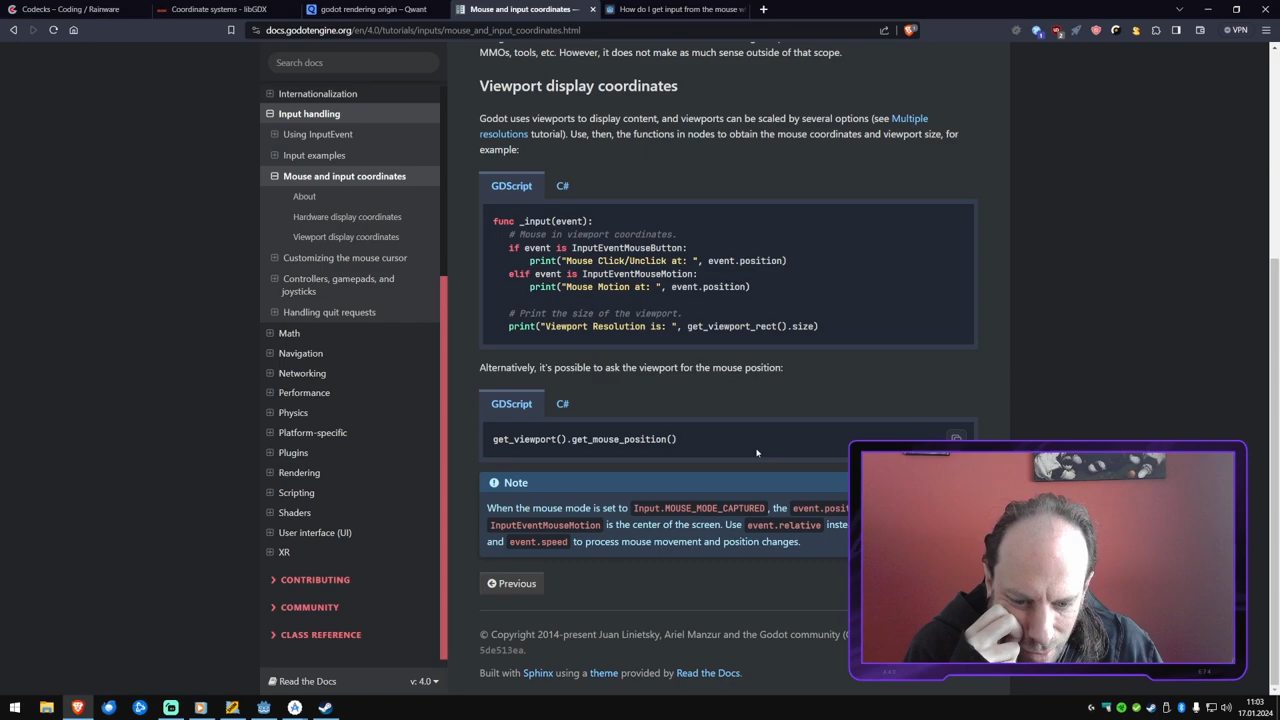 Codecks – Coding / Rainware
Coordinate systems - libGDX
godot rendering origin – Qwant
Mouse and input coordinates —
How do I get input from the mouse w
docs.godotengine.org/en/4.0/tutorials/inputs/mouse_and_input_coordinates.html
VPN
Search docs
Internationalization
Input handling
Using InputEvent
Input examples
Mouse and input coordinates
About
Hardware display coordinates
Viewport display coordinates
Customizing the mouse cursor
Controllers, gamepads, and
joysticks
Handling quit requests
Math
Navigation
Networking
Performance
Physics
Platform-specific
Plugins
Rendering
Scripting
Shaders
User interface (UI)
XR
CONTRIBUTING
COMMUNITY
CLASS REFERENCE
Read the Docs
v: 4.0
MMOs, tools, etc. However, it does not make as much sense outside of that scope.
Viewport display coordinates
Godot uses viewports to display content, and viewports can be scaled by several options (see Multiple
resolutions tutorial). Use, then, the functions in nodes to obtain the mouse coordinates and viewport size, for
example:
GDScript C#
func _input(event):
# Mouse in viewport coordinates.
if event is InputEventMouseButton:
print("Mouse Click/Unclick at: ", event.position)
elif event is InputEventMouseMotion:
print("Mouse Motion at: ", event.position)
# Print the size of the viewport.
print("Viewport Resolution is: ", get_viewport_rect().size)
Alternatively, it's possible to ask the viewport for the mouse position:
GDScript C#
get_viewport().get_mouse_position()
Note
When the mouse mode is set to Input.MOUSE_MODE_CAPTURED, the event.posit
InputEventMouseMotion is the center of the screen. Use event.relative inste
and event.speed to process mouse movement and position changes.
Previous
© Copyright 2014-present Juan Linietsky, Ariel Manzur and the Godot community (
5de513ea.
Built with Sphinx using a theme provided by Read the Docs.
11:03
17.01.2024